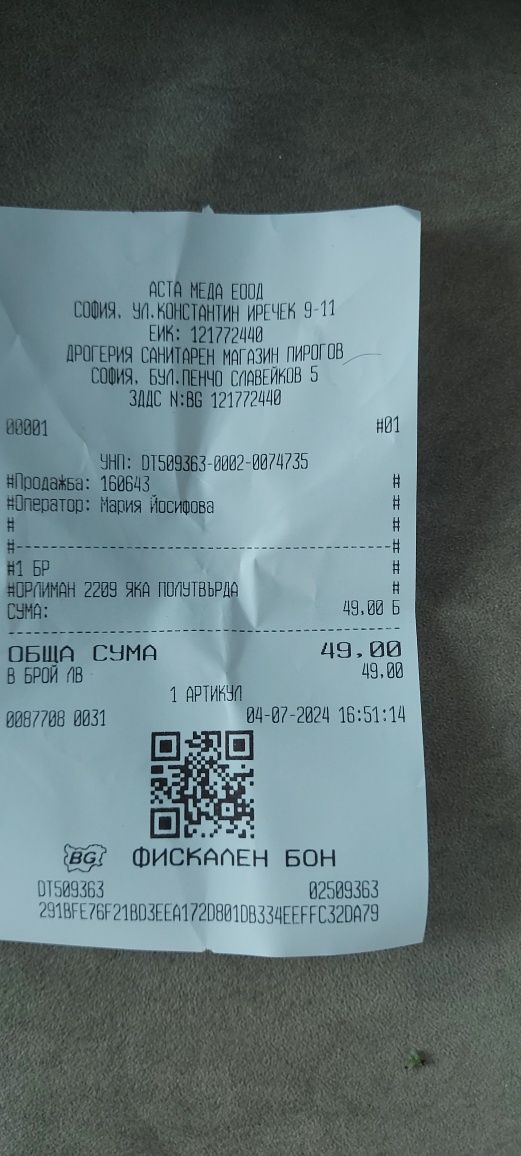 АСТА МЕДА ЕООД
СОФИЯ, УЛ.КОНСТАНТИН ИРЕЧЕК 9-11
ЕИК: 121772440
ДРОГЕРИЯ САНИТАРЕН МАГАЗИН ПИРОГОВ
СОФИЯ, БУЛ.ПЕНЧО СЛАВЕЙКОВ 5
ЗДДС N:BG 121772440
00001 #01
УНП: DT509363-0002-0074735
#Продажба: 160643 #
#Оператор: Мария Йосифова #
# #
#------------------------------------------#
#1 БР #
#ОРЛИМАН 2209 ЯКА ПОЛУТВЪРДА #
СУМА: 49.00 Б
--------------------------------------------
ОБЩА СУМА 49,00
В БРОЙ ЛВ 49.00
1 АРТИКУЛ
0087708 0031 04-07-2024 16:51:14
BG ФИСКАЛЕН БОН
DT509363 02509363
291BFE76F21BD3EEA172D801DB334EEFFC32DA79